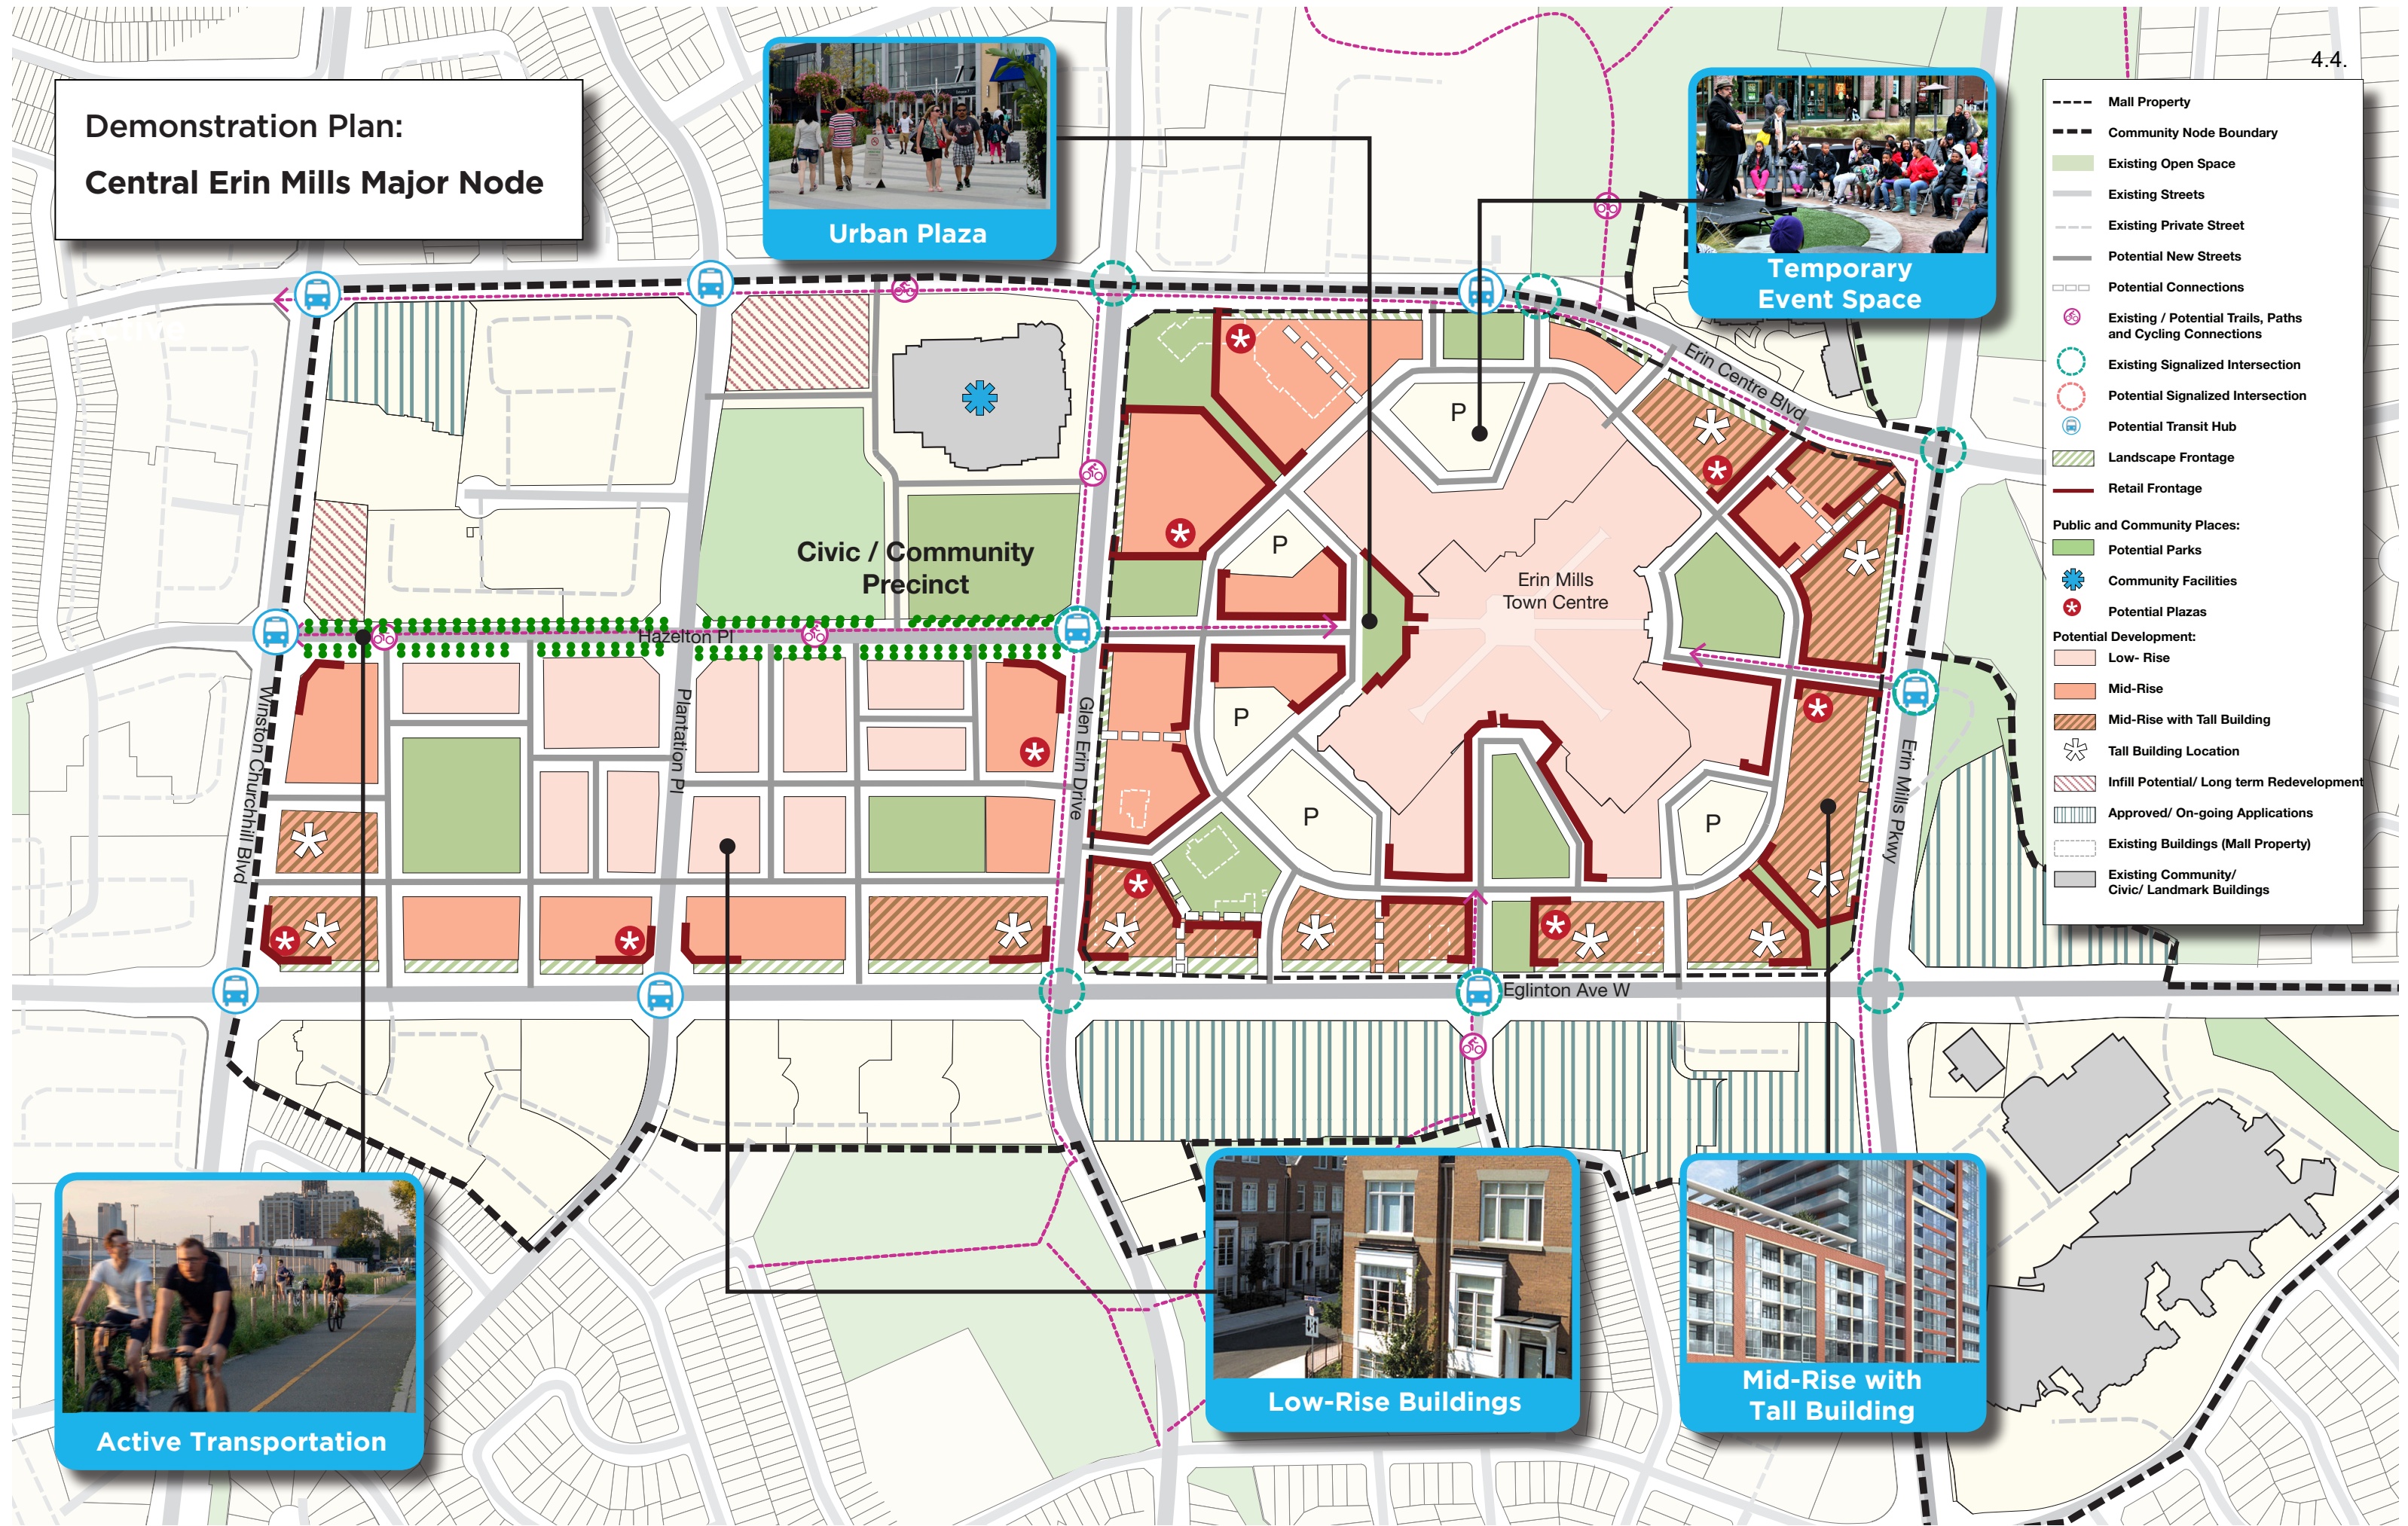 4.4.
Demonstration Plan:
Central Erin Mills Major Node
Urban Plaza
Temporary
Event Space
Mall Property
Community Node Boundary
Existing Open Space
Existing Streets
Existing Private Street
Potential New Streets
Potential Connections
Existing / Potential Trails, Paths
and Cycling Connections
Existing Signalized Intersection
Potential Signalized Intersection
Potential Transit Hub
Landscape Frontage
Retail Frontage
Public and Community Places:
Potential Parks
Community Facilities
Potential Plazas
Potential Development:
Low- Rise
Mid-Rise
Mid-Rise with Tall Building
Tall Building Location
Infill Potential/ Long term Redevelopment
Approved/ On-going Applications
Existing Buildings (Mall Property)
Existing Community/
Civic/ Landmark Buildings
Active
Erin Centre Blvd
P
P
Civic / Community
Precinct
Erin Mills
Town Centre
Hazelton Pl
Winston Churchhill Blvd
Plantation Pl
Glen Erin Drive
P
P
P
Erin Mills Pkwy
Eglinton Ave W
Active Transportation
Low-Rise Buildings
Mid-Rise with
Tall Building